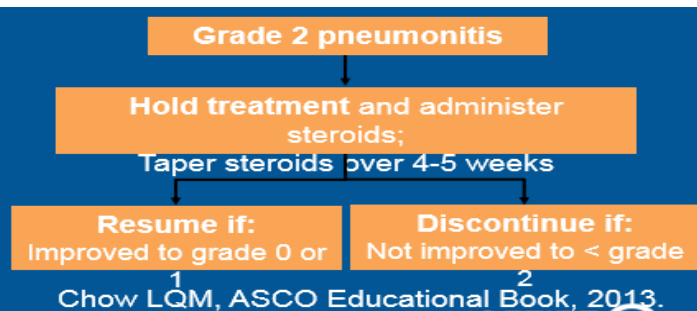 Grade 2 pneumonitis
Hold treatment and administer
steroids;
Taper steroids over 4-5 weeks
Resume if:
Improved to grade 0 or
1
Discontinue if:
Not improved to < grade
2
Chow LQM, ASCO Educational Book, 2013.